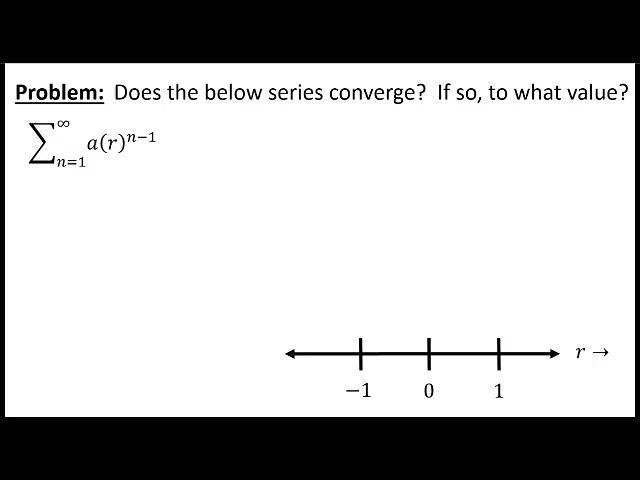 Problem: Does the below series converge? If so, to what value?
∑_{n=1}^{∞} a(r)^{n−1}
r →
−1 0 1